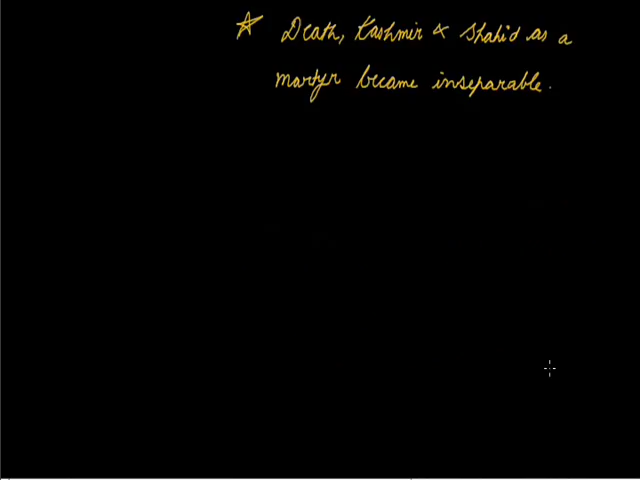 ☆ Death, Kashmir & Shahid as a
martyr became inseparable.